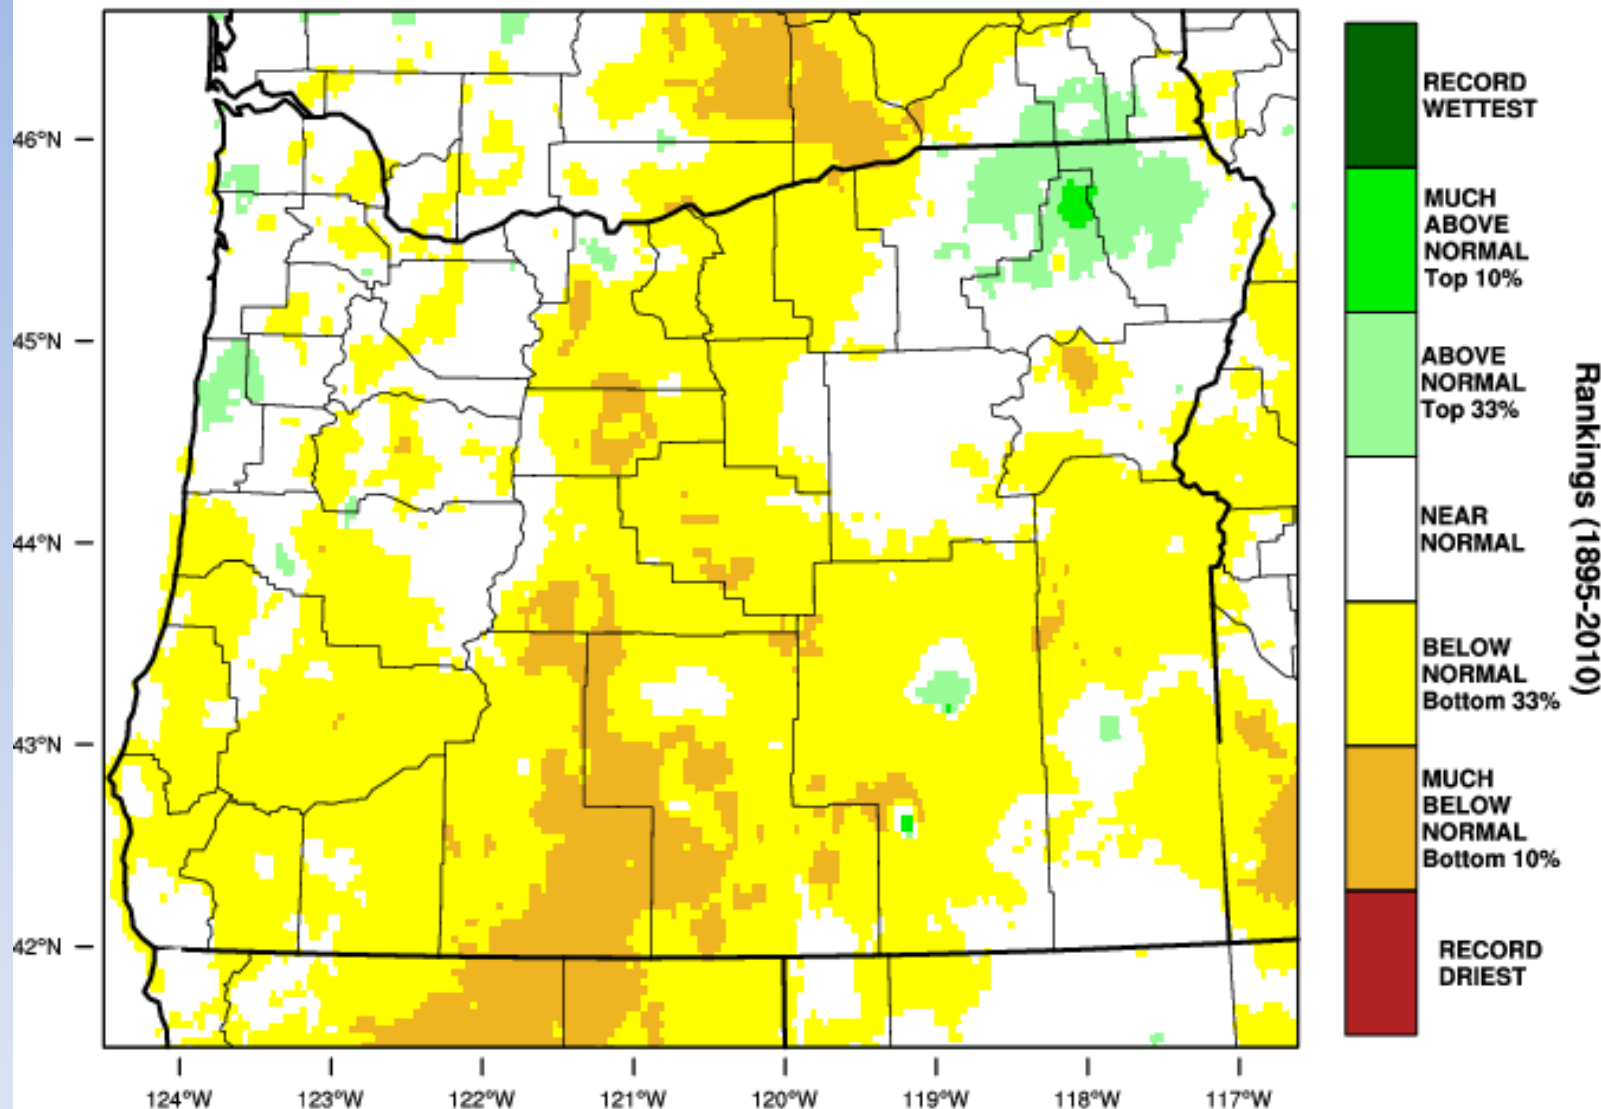 46°N
45°N
44°N
43°N
42°N
124°W
123°W
122°W
121°W
120°W
119°W
118°W
117°W
RECORD
WETTEST
MUCH
ABOVE
NORMAL
Top 10%
ABOVE
NORMAL
Top 33%
NEAR
NORMAL
BELOW
NORMAL
Bottom 33%
MUCH
BELOW
NORMAL
Bottom 10%
RECORD
DRIEST
Rankings (1895-2010)